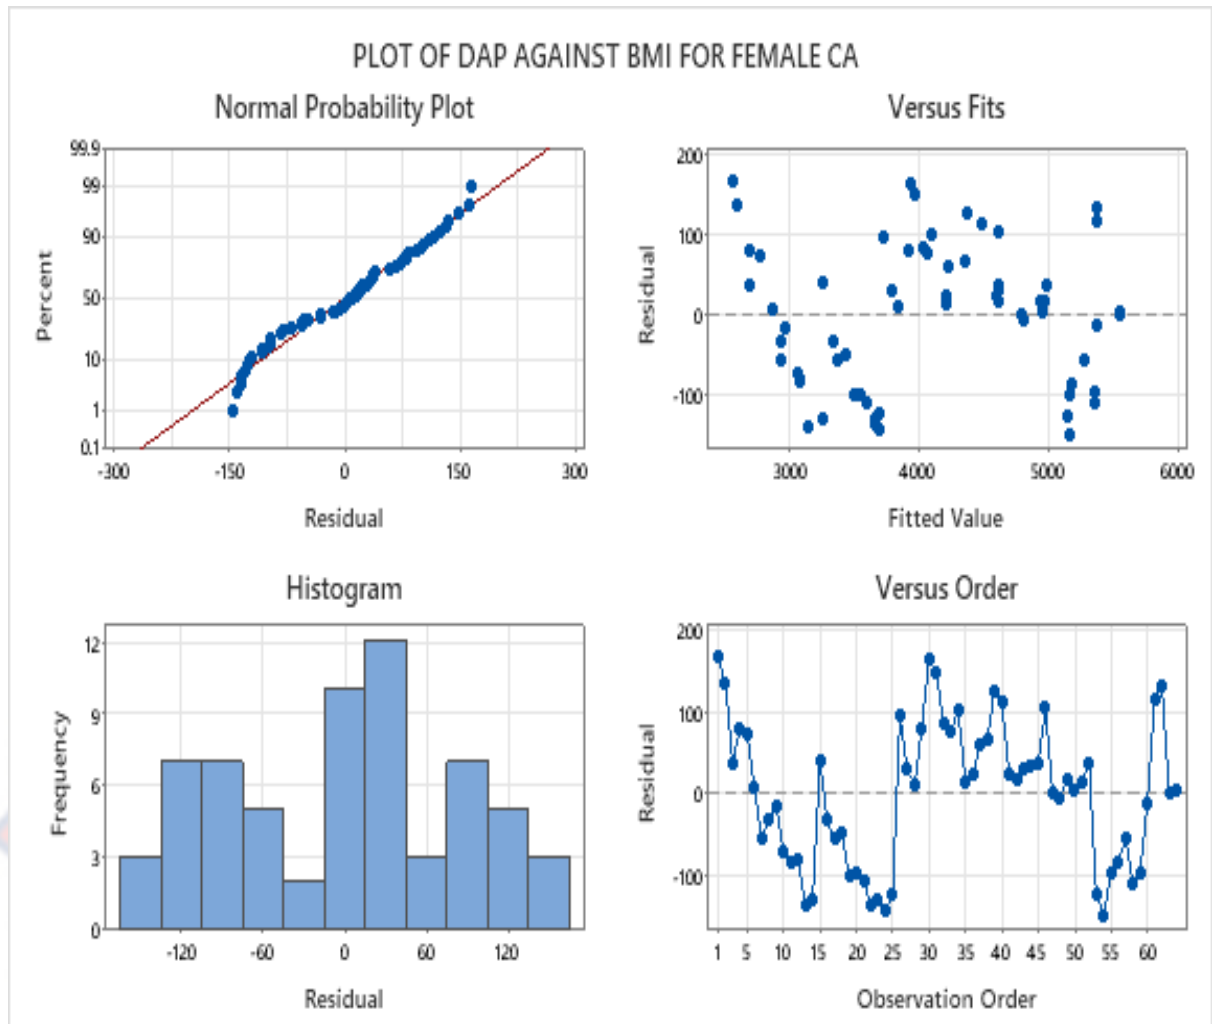 PLOT OF DAP AGAINST BMI FOR FEMALE CA
Normal Probability Plot
99.9
99
90
50
10
1
0.1
Percent
-300 -150 0 150 300
Residual
Versus Fits
200
100
0
-100
Residual
3000 4000 5000 6000
Fitted Value
Histogram
12
9
6
3
0
Frequency
-120 -60 0 60 120
Residual
Versus Order
200
100
0
-100
Residual
1 5 10 15 20 25 30 35 40 45 50 55 60
Observation Order